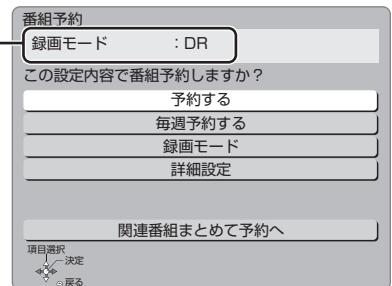 番組予約
録画モード　：DR
この設定内容で番組予約しますか？
予約する
毎週予約する
録画モード
詳細設定
関連番組まとめて予約へ
項目選択
決定
戻る